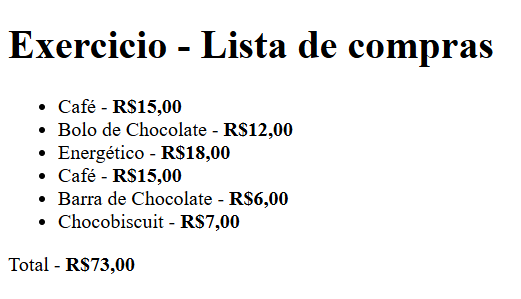 Exercicio - Lista de compras
Café - R$15,00
Bolo de Chocolate - R$12,00
Energético - R$18,00
Café - R$15,00
Barra de Chocolate - R$6,00
Chocobiscuit - R$7,00
Total - R$73,00